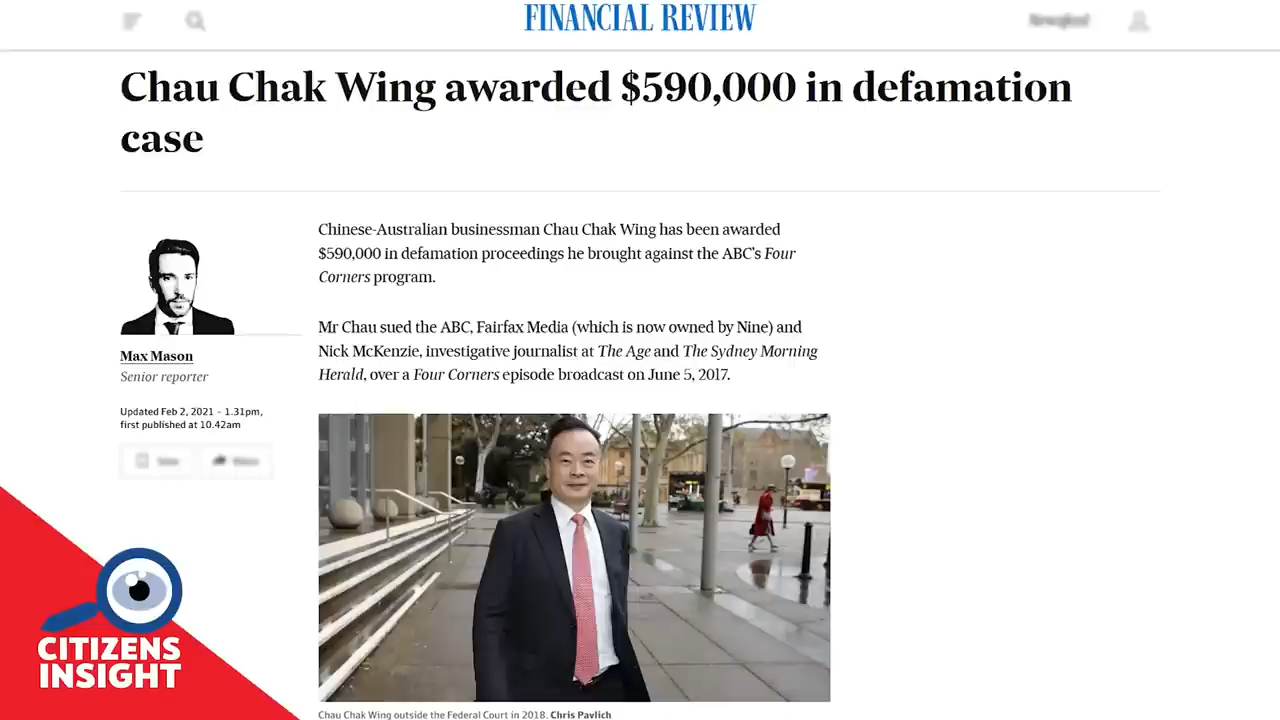 FINANCIAL REVIEW
Chau Chak Wing awarded $590,000 in defamation
case
Chinese-Australian businessman Chau Chak Wing has been awarded
$590,000 in defamation proceedings he brought against the ABC's Four
Corners program.
Mr Chau sued the ABC, Fairfax Media (which is now owned by Nine) and
Nick McKenzie, investigative journalist at The Age and The Sydney Morning
Herald, over a Four Corners episode broadcast on June 5, 2017.
Max Mason
Senior reporter
Updated Feb 2, 2021 – 1.31pm,
first published at 10.42am
Chau Chak Wing outside the Federal Court in 2018. Chris Pavlich
CITIZENS
INSIGHT